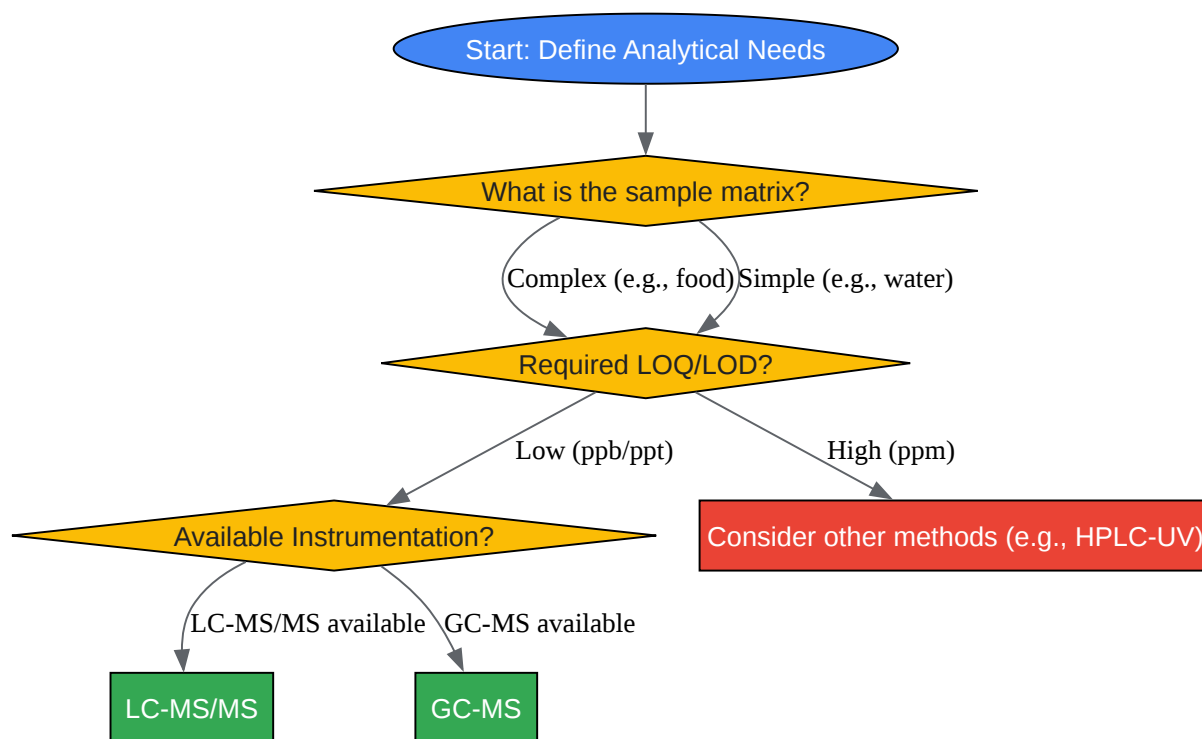 Start: Define Analytical Needs
What is the sample matrix?
Complex (e.g., food)
Simple (e.g., water)
Required LOQ/LOD?
Low (ppb/ppt)
High (ppm)
Available Instrumentation?
Consider other methods (e.g., HPLC-UV)
LC-MS/MS available
GC-MS available
LC-MS/MS
GC-MS